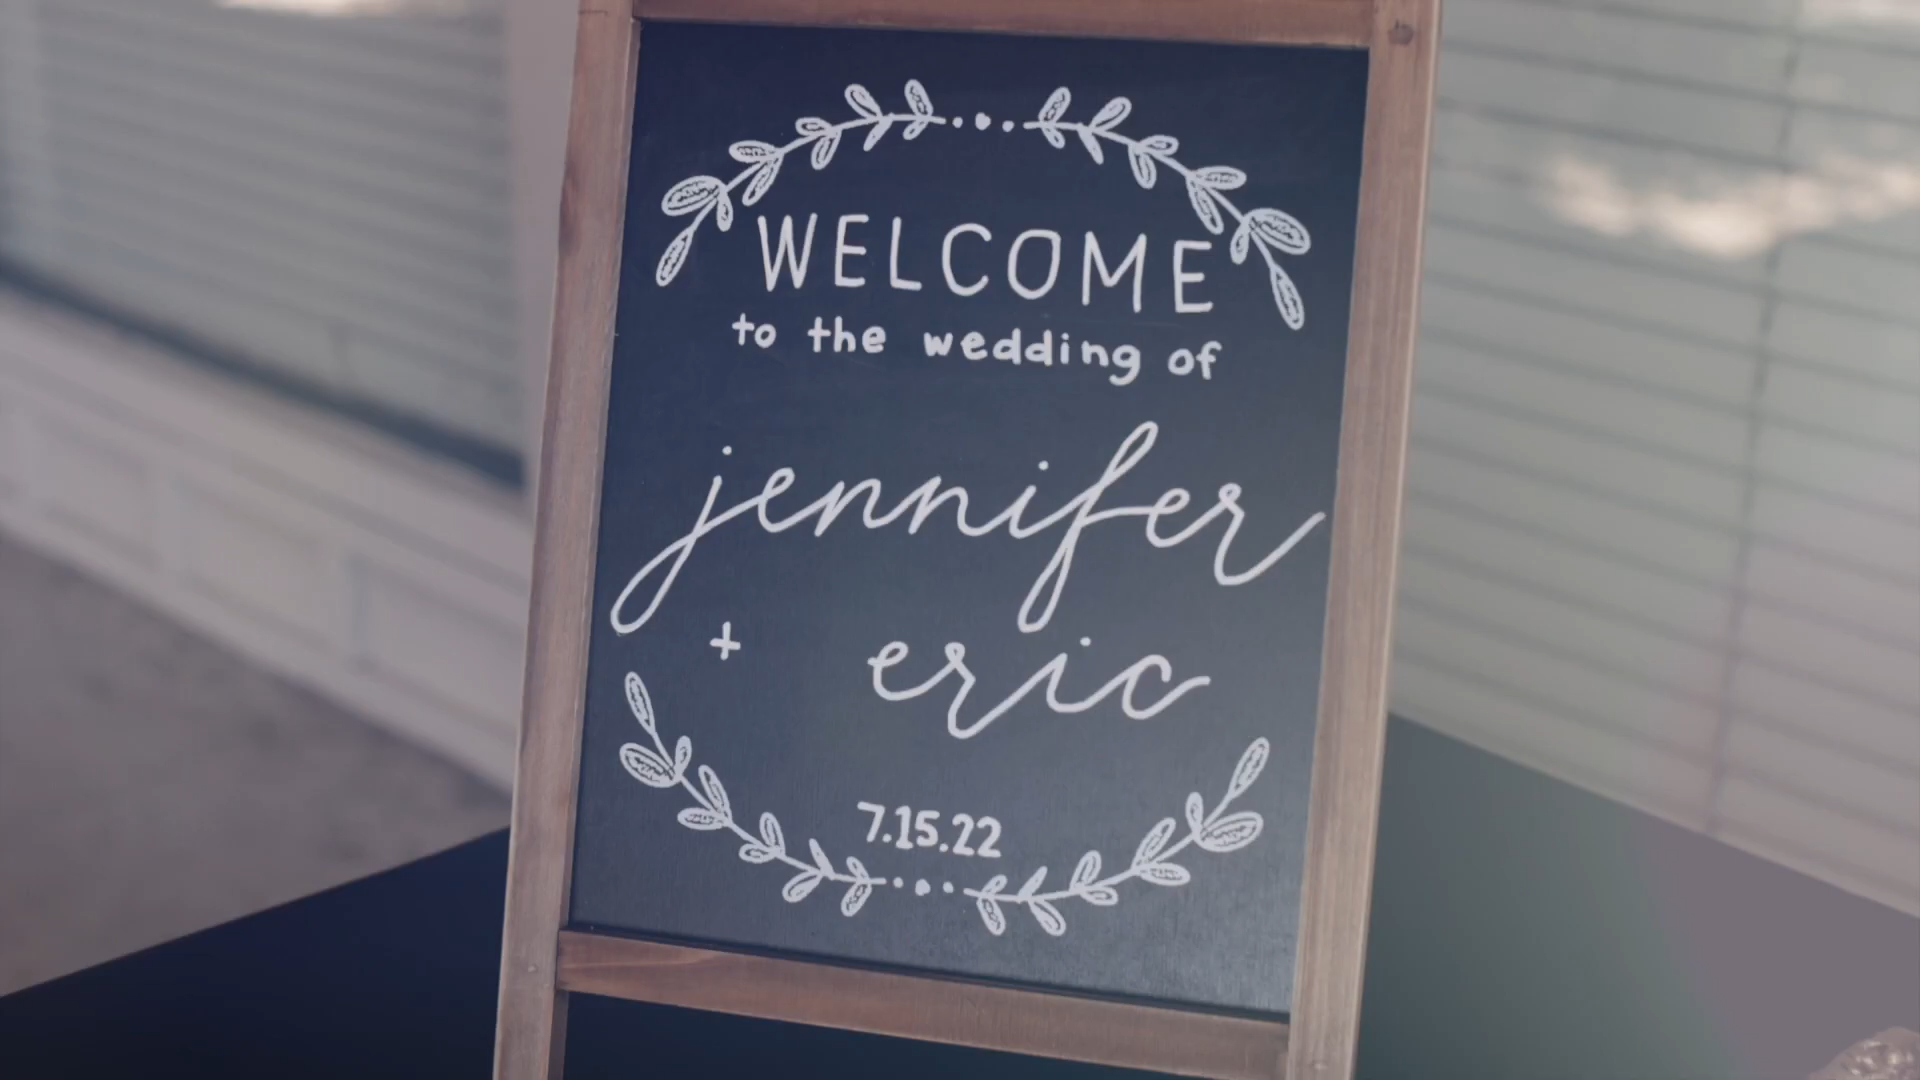 WELCOME
to the wedding of
jennifer
+ eric
7.15.22